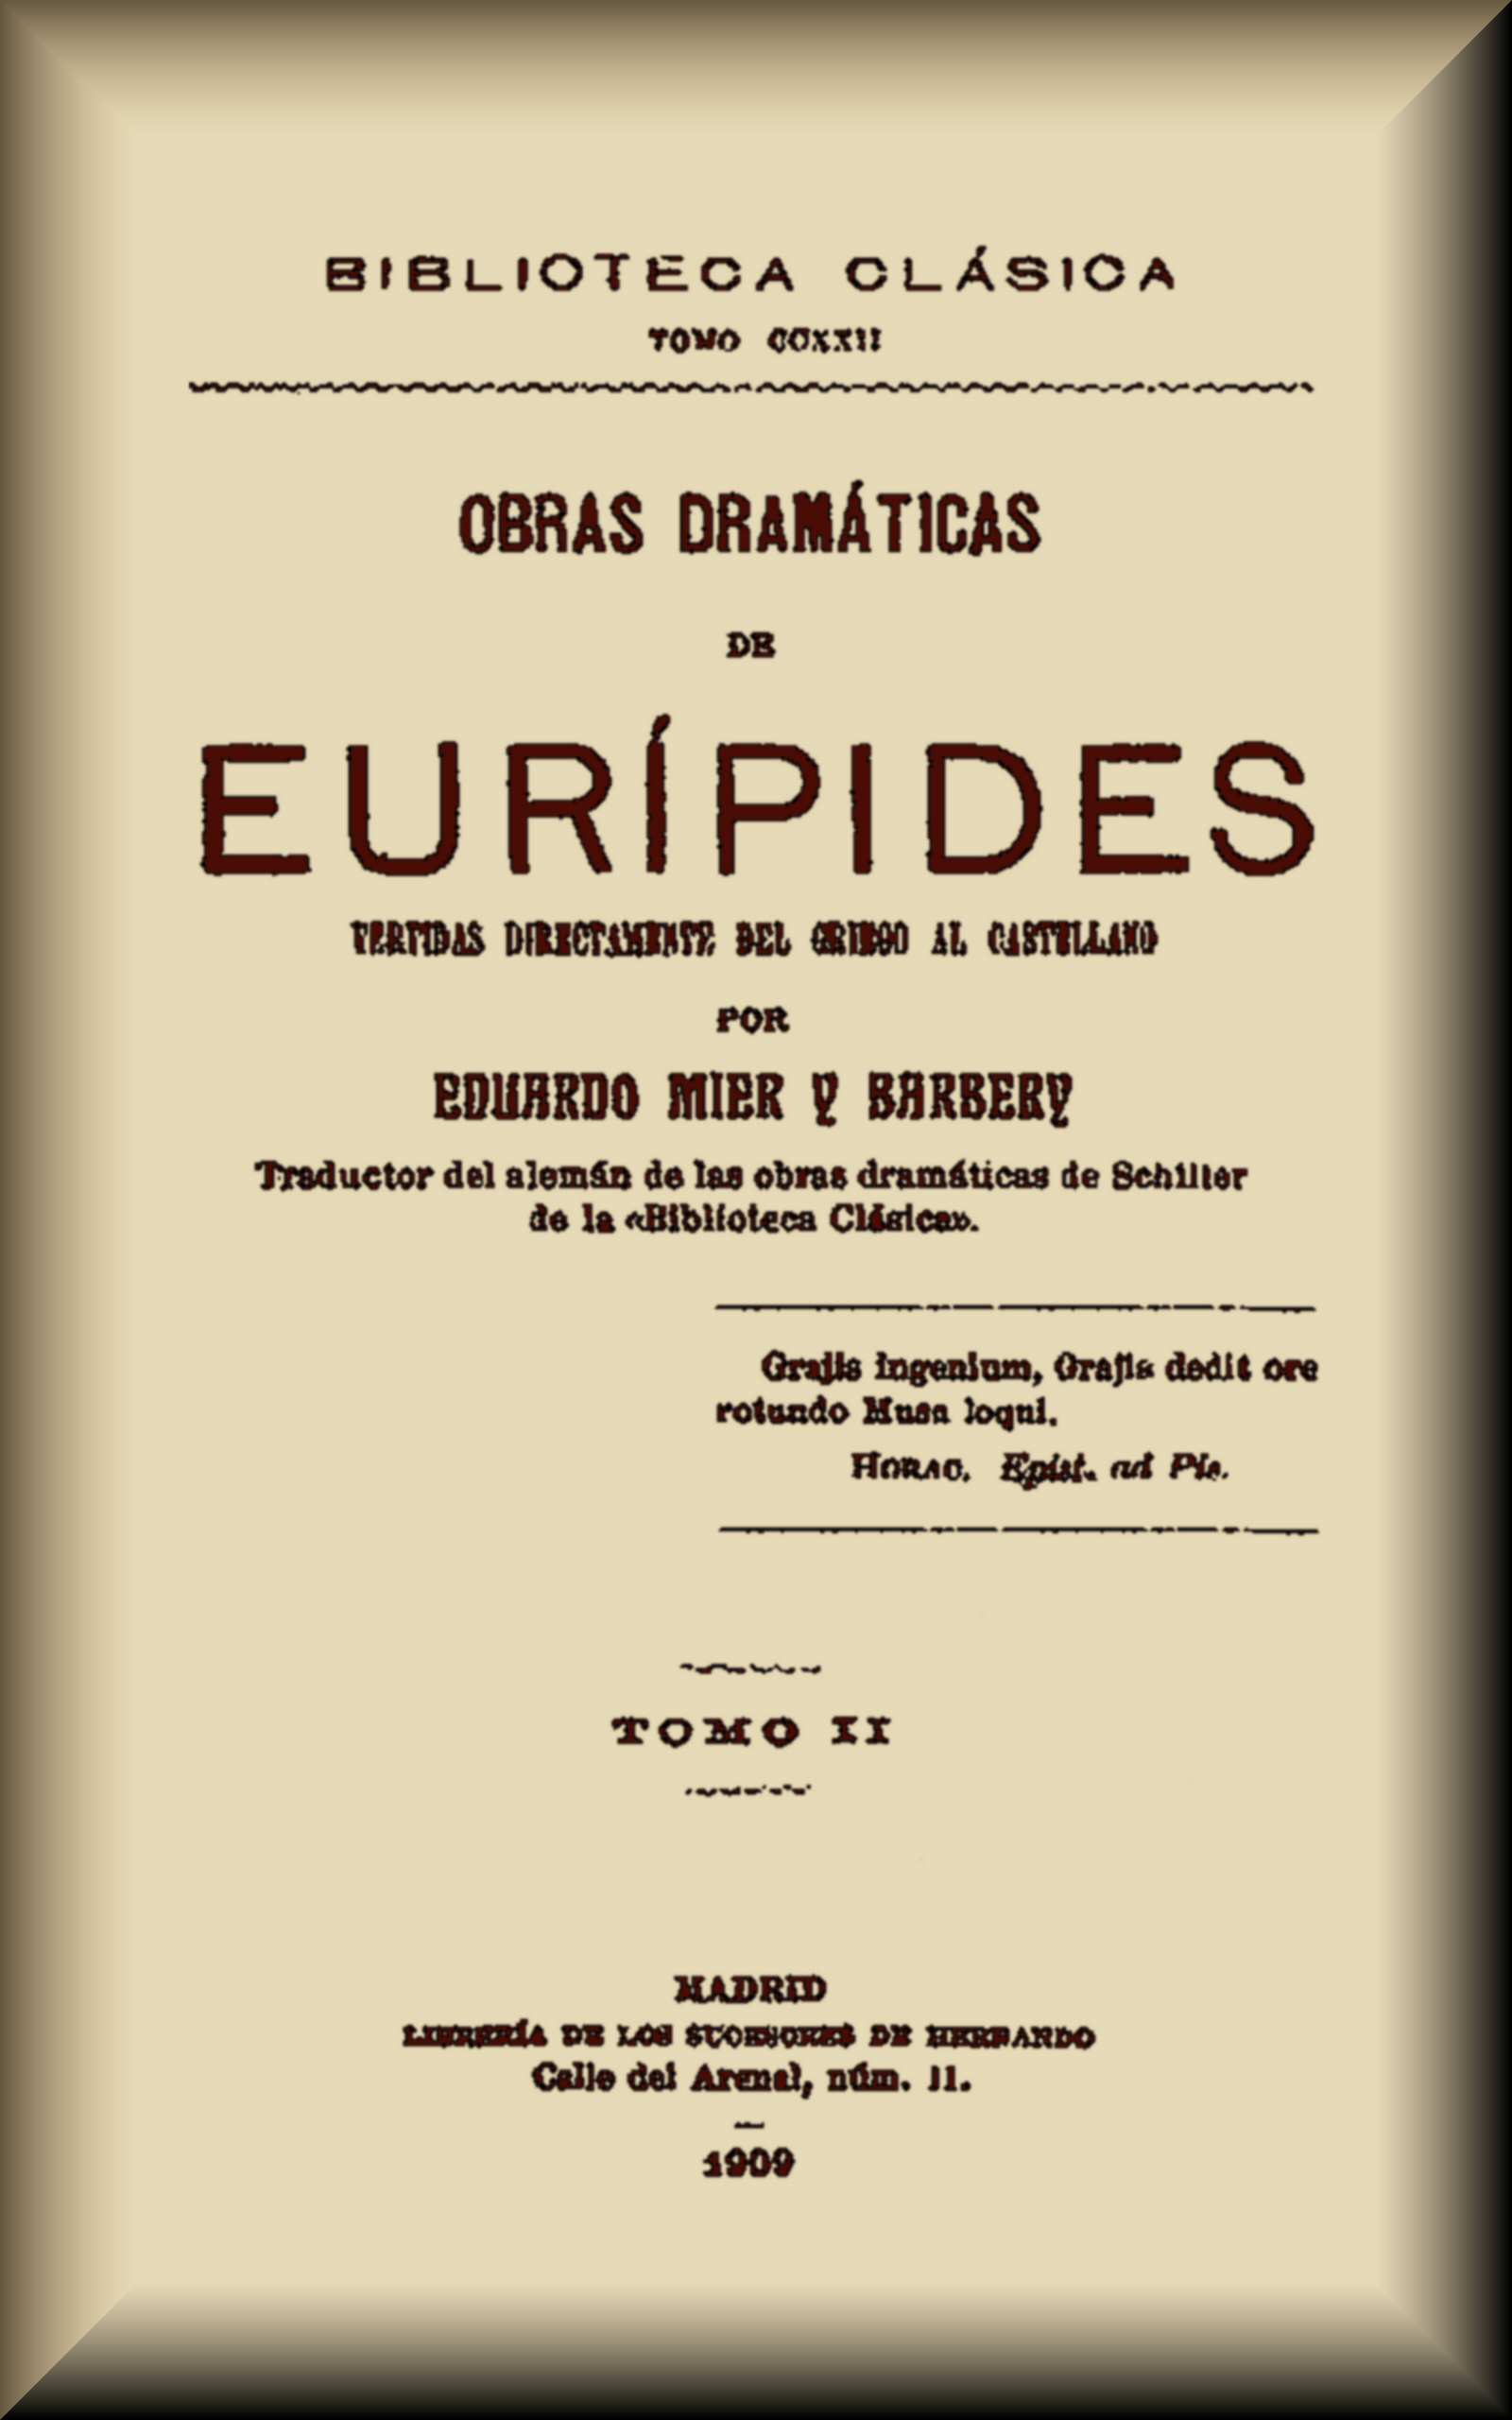 BIBLIOTECA CLÁSICA
TOMO CCXXII
OBRAS DRAMÁTICAS
DE
EURÍPIDES
VERTIDAS DIRECTAMENTE DEL GRIEGO AL CASTELLANO
POR
EDUARDO MIER Y BARBERY
Traductor del alemán de las obras dramáticas de Schiller
de la «Biblioteca Clásica».
Grajis ingenium, Grajis dedit ore
rotundo Musa loqui.
HORAC. Epist. ad Pis.
TOMO II
MADRID
LIBRERÍA DE LOS SUCESORES DE HERNANDO
Calle del Arenal, núm. 11.
1909